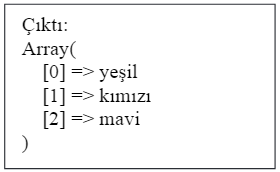 Çıktı:
Array(
[0] => yeşil
[1] => kımızı
[2] => mavi
)